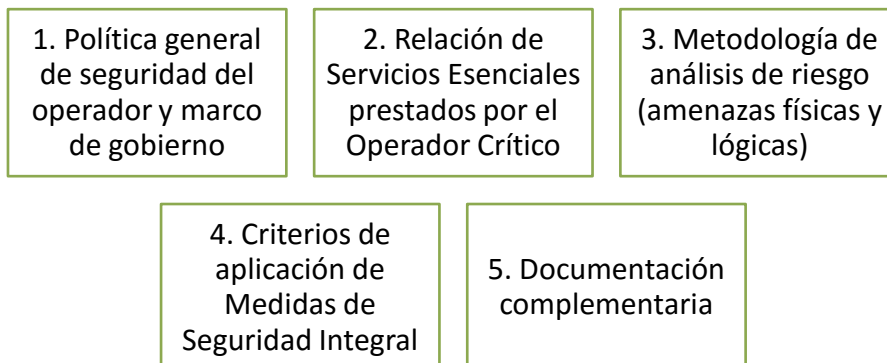 1. Política general
de seguridad del
operador y marco
de gobierno
2. Relación de
Servicios Esenciales
prestados por el
Operador Crítico
3. Metodología de
análisis de riesgo
(amenazas físicas y
lógicas)
4. Criterios de
aplicación de
Medidas de
Seguridad Integral
5. Documentación
complementaria